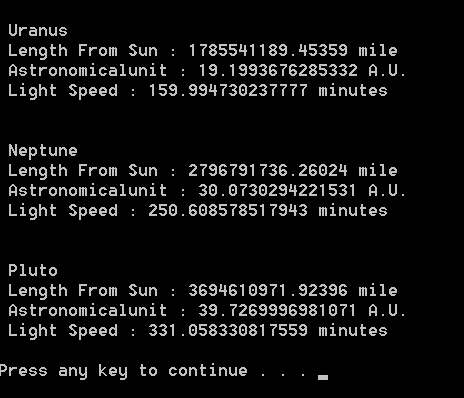 Uranus
Length From Sun : 1785541189.45359 mile
Astronomicalunit : 19.1993676285332 A.U.
Light Speed : 159.994730237777 minutes
Neptune
Length From Sun : 2796791736.26024 mile
Astronomicalunit : 30.0730294221531 A.U.
Light Speed : 250.608578517943 minutes
Pluto
Length From Sun : 3694610971.92396 mile
Astronomicalunit : 39.7269996981071 A.U.
Light Speed : 331.058330817559 minutes
Press any key to continue . . . _